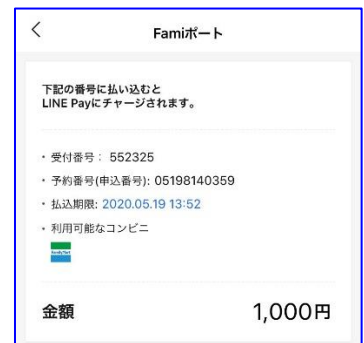 Famiポート
下記の番号に払い込むと
LINE Payにチャージされます。
・受付番号： 552325
・予約番号(申込番号): 05198140359
・払込期限: 2020.05.19 13:52
・利用可能なコンビニ
FamilyMart
金額 1,000円